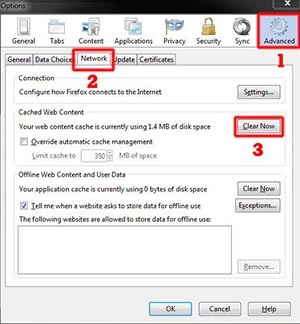 Options
General Tabs Content Applications Privacy Security Sync Advanced
1
General Data Choices Network Update Certificates
2
Connection
Configure how Firefox connects to the Internet Settings...
Cached Web Content
Your web content cache is currently using 1.4 MB of disk space Clear Now
Override automatic cache management
3
Limit cache to 350 MB of space
Offline Web Content and User Data
Your application cache is currently using 0 bytes of disk space Clear Now
Tell me when a website asks to store data for offline use Exceptions...
The following websites are allowed to store data for offline use:
Remove...
OK Cancel Help